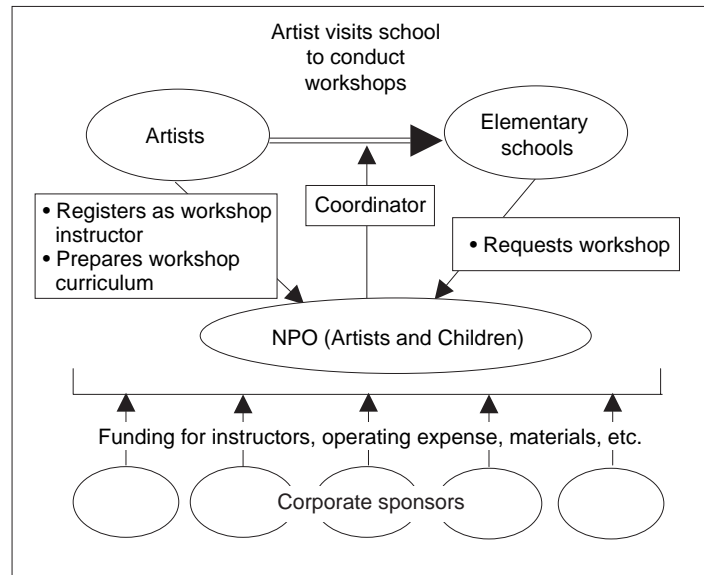 Artist visits school
to conduct
workshops
Artists
Elementary
schools
• Registers as workshop
instructor
• Prepares workshop
curriculum
Coordinator
• Requests workshop
NPO (Artists and Children)
Funding for instructors, operating expense, materials, etc.
Corporate sponsors